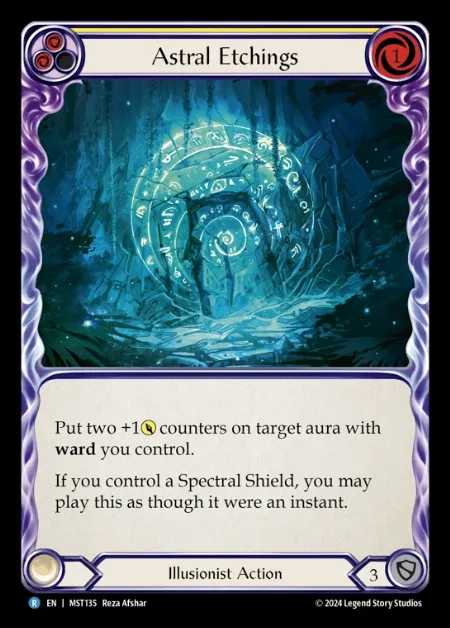 Astral Etchings
1
Put two +1 counters on target aura with
ward you control.
If you control a Spectral Shield, you may
play this as though it were an instant.
Illusionist Action
3
R EN | MST135 Reza Afshar
© 2024 Legend Story Studios